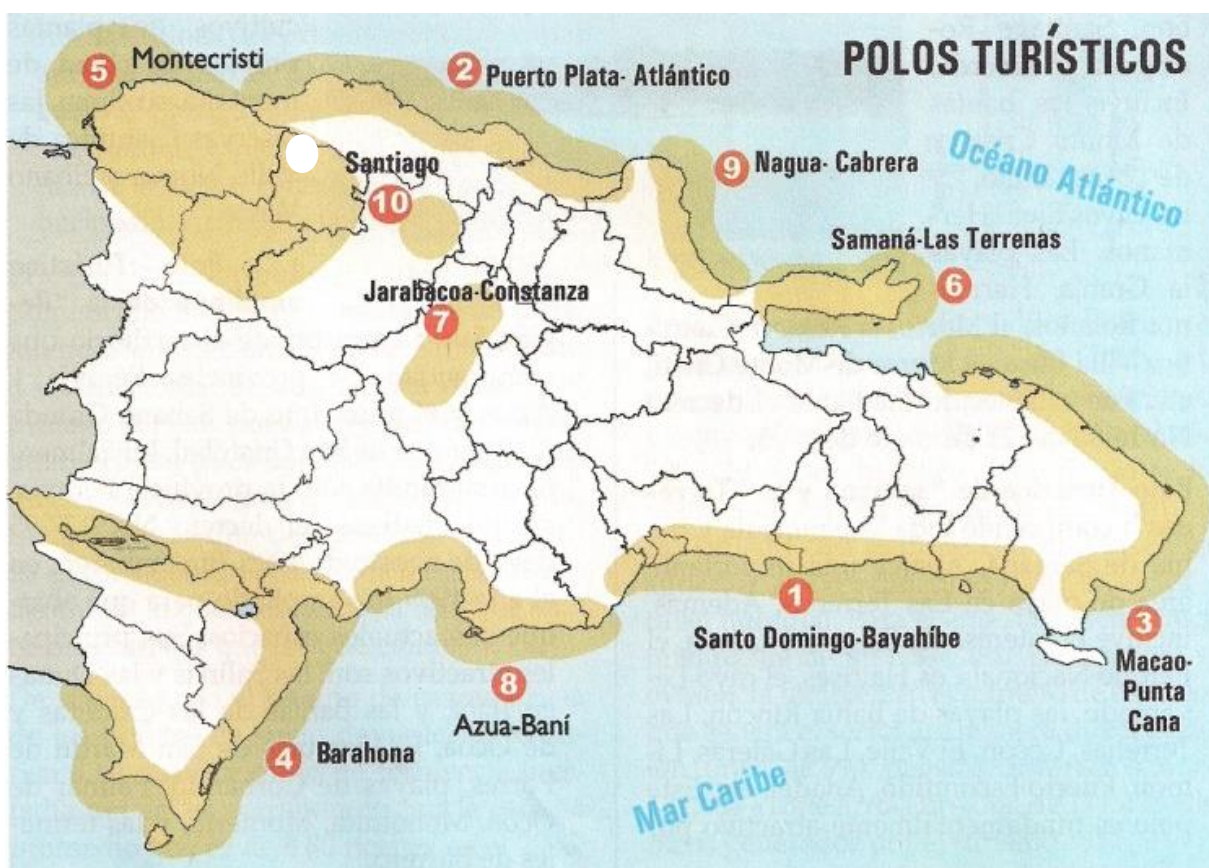 POLOS TURÍSTICOS
5 Montecristi
2 Puerto Plata- Atlántico
Océano Atlántico
Santiago
10
9 Nagua- Cabrera
Samaná-Las Terrenas
6
Jarabacoa-Constanza
7
1
Santo Domingo-Bayahíbe
3
Macao-
Punta
Cana
8
Azua-Baní
4 Barahona
Mar Caribe